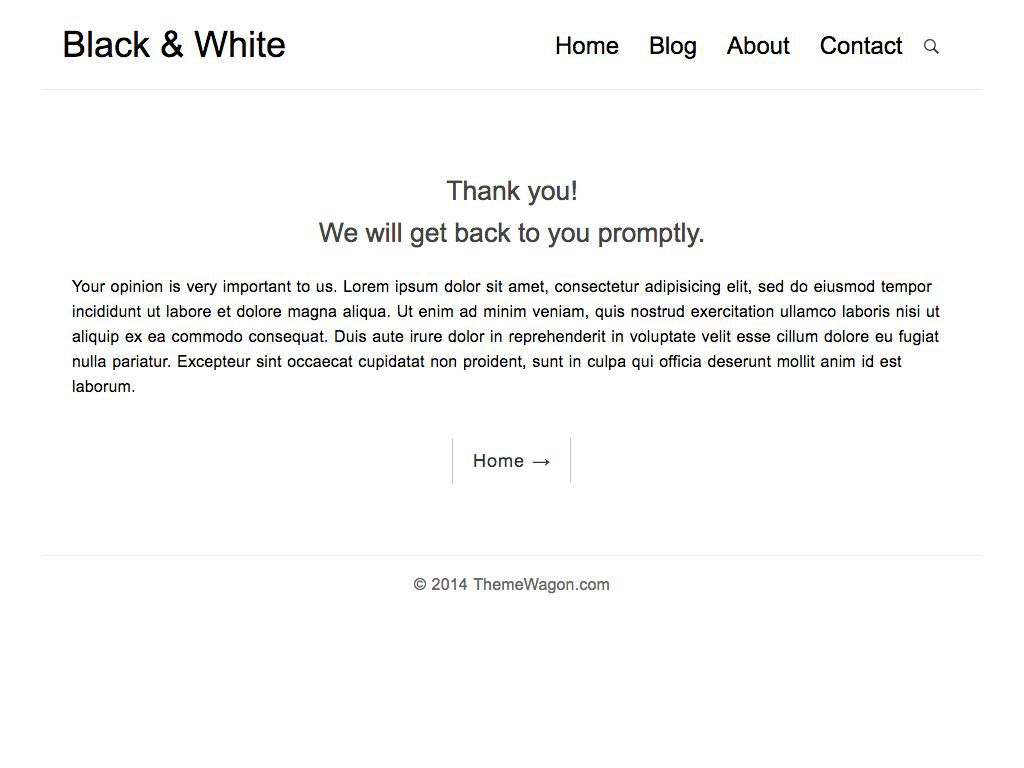 Black & White
Home Blog About Contact
Thank you!
We will get back to you promptly.
Your opinion is very important to us. Lorem ipsum dolor sit amet, consectetur adipisicing elit, sed do eiusmod tempor
incididunt ut labore et dolore magna aliqua. Ut enim ad minim veniam, quis nostrud exercitation ullamco laboris nisi ut
aliquip ex ea commodo consequat. Duis aute irure dolor in reprehenderit in voluptate velit esse cillum dolore eu fugiat
nulla pariatur. Excepteur sint occaecat cupidatat non proident, sunt in culpa qui officia deserunt mollit anim id est
laborum.
Home →
© 2014 ThemeWagon.com